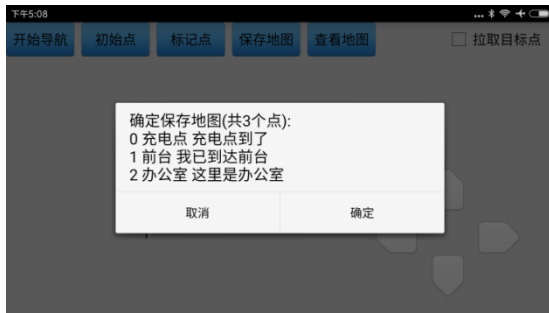 下午5:08 ...
开始导航 初始点 标记点 保存地图 查看地图 拉取目标点
确定保存地图(共3个点):
0 充电点 充电点到了
1 前台 我已到达前台
2 办公室 这里是办公室
取消 确定